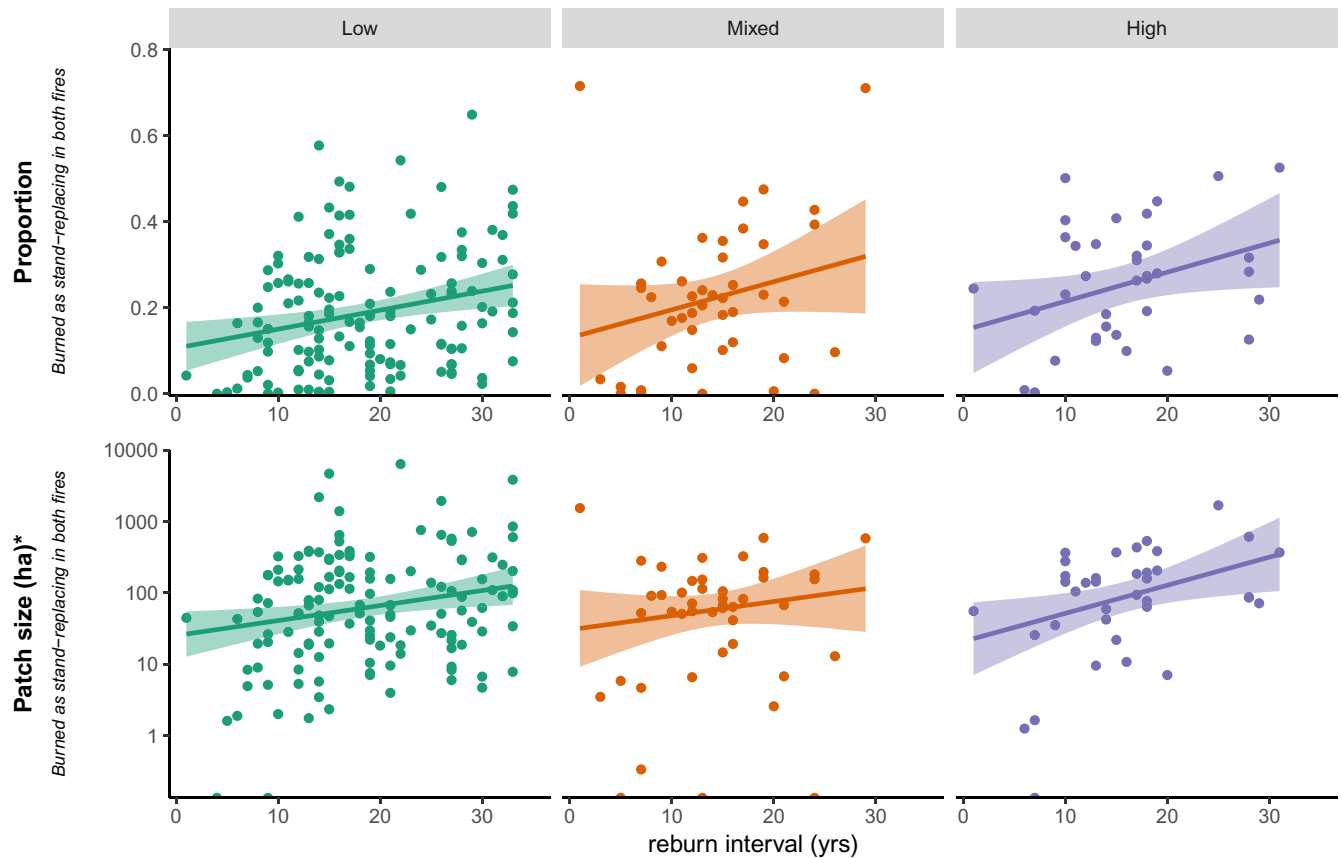 Low Mixed High
Proportion
Burned as stand−replacing in both fires
0.8
0.6
0.4
0.2
0.0
0 10 20 30 0 10 20 30 0 10 20 30
Patch size (ha)*
Burned as stand−replacing in both fires
10000
1000
100
10
1
0 10 20 30 0 10 20 30 0 10 20 30
reburn interval (yrs)